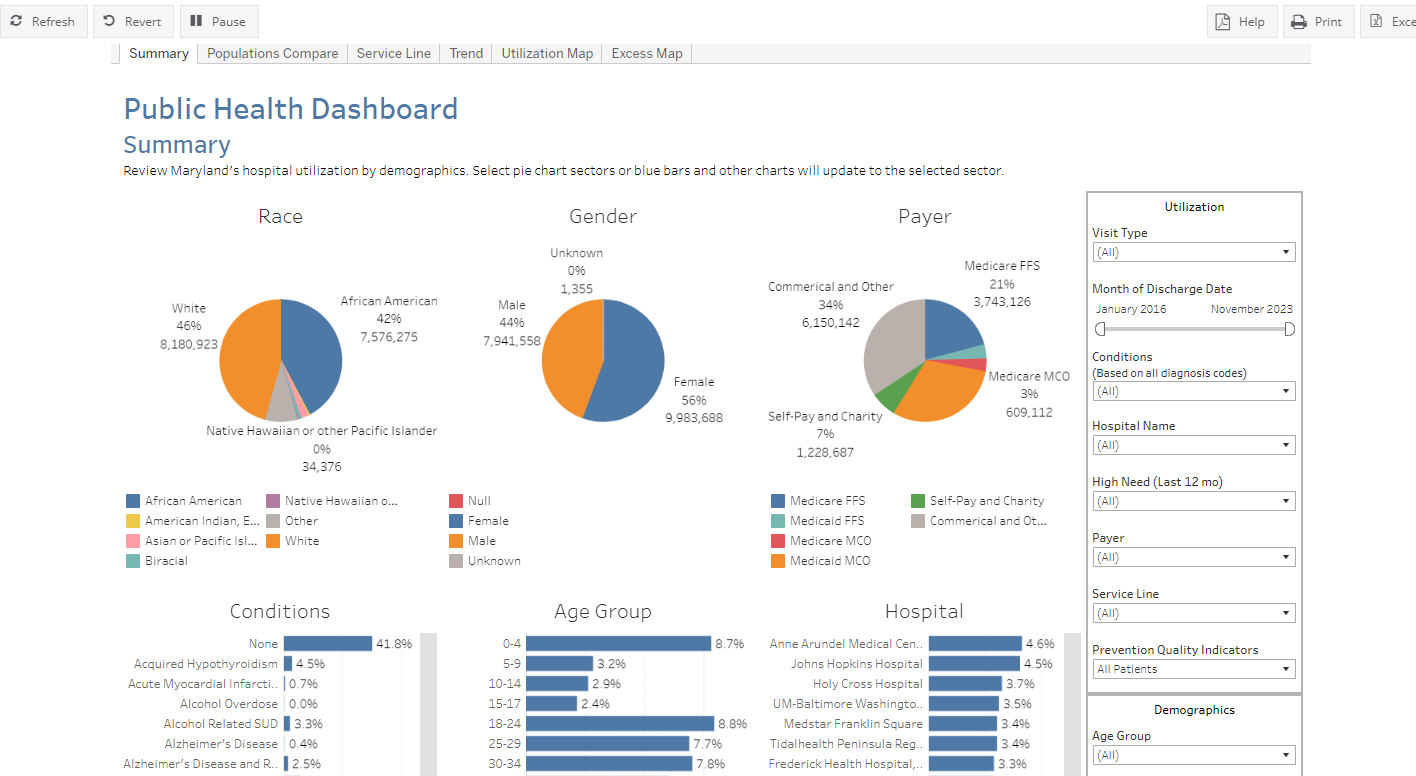 Refresh
Revert
Pause
Help
Print
Exce
Summary
Populations Compare
Service Line
Trend
Utilization Map
Excess Map
Public Health Dashboard
Summary
Review Maryland's hospital utilization by demographics. Select pie chart sectors or blue bars and other charts will update to the selected sector.
Race
White
46%
8,180,923
African American
42%
7,576,275
Native Hawaiian or other Pacific Islander
0%
34,376
African American
American Indian, E...
Asian or Pacific Isl...
Biracial
Native Hawaiian o...
Other
White
Gender
Unknown
0%
1,355
Male
44%
7,941,558
Female
56%
9,983,688
Null
Female
Male
Unknown
Payer
Medicare FFS
21%
3,743,126
Commerical and Other
34%
6,150,142
Medicare MCO
3%
609,112
Self-Pay and Charity
7%
1,228,687
Medicare FFS
Medicaid FFS
Medicare MCO
Medicaid MCO
Self-Pay and Charity
Commerical and Ot...
Conditions
None 41.8%
Acquired Hypothyroidism 4.5%
Acute Myocardial Infarcti.. 0.7%
Alcohol Overdose 0.0%
Alcohol Related SUD 3.3%
Alzheimer's Disease 0.4%
Alzheimer's Disease and R.. 2.5%
Age Group
0-4 8.7%
5-9 3.2%
10-14 2.9%
15-17 2.4%
18-24 8.8%
25-29 7.7%
30-34 7.8%
Hospital
Anne Arundel Medical Cen.. 4.6%
Johns Hopkins Hospital 4.5%
Holy Cross Hospital 3.7%
UM-Baltimore Washingto.. 3.5%
Medstar Franklin Square 3.4%
Tidalhealth Peninsula Reg.. 3.4%
Frederick Health Hospital,.. 3.3%
Utilization
Visit Type
(All)
Month of Discharge Date
January 2016 November 2023
Conditions
(Based on all diagnosis codes)
(All)
Hospital Name
(All)
High Need (Last 12 mo)
(All)
Payer
(All)
Service Line
(All)
Prevention Quality Indicators
All Patients
Demographics
Age Group
(All)